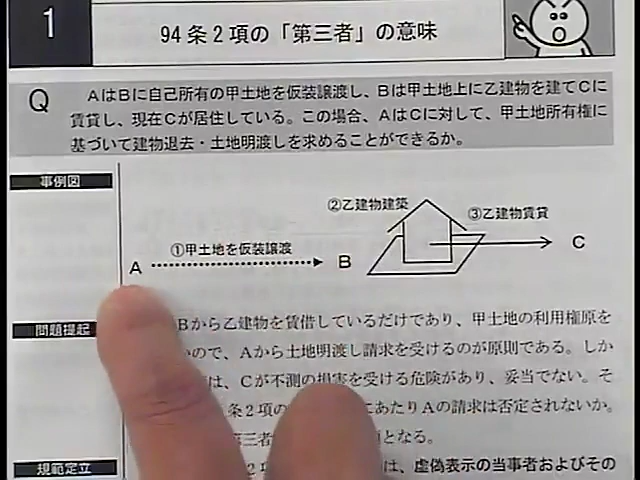 1
94条2項の「第三者」の意味
Q
AはBに自己所有の甲土地を仮装譲渡し、Bは甲土地上に乙建物を建てCに
賃貸し、現在Cが居住している。この場合、AはCに対して、甲土地所有権に
基づいて建物退去・土地明渡しを求めることができるか。
事例図
②乙建物建築
③乙建物賃貸
①甲土地を仮装譲渡
A
B
C
問題提起
Bから乙建物を賃借しているだけであり、甲土地の利用権原を
ので、Aから土地明渡し請求を受けるのが原則である。しか
は、Cが不測の損害を受ける危険があり、妥当でない。そ
条2項の にあたりAの請求は否定されないか。
第三者 となる。
規範定立
2項 は、虚偽表示の当事者およびその